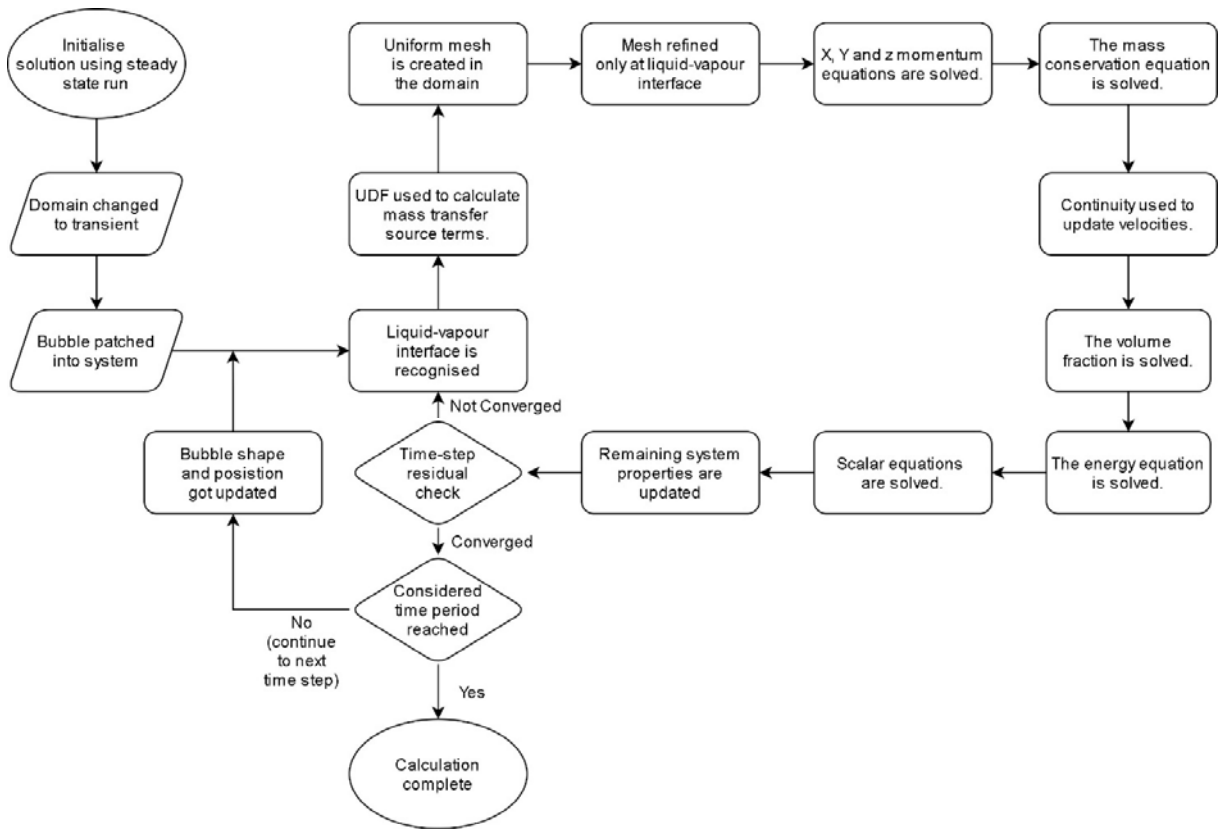 Initialise
solution using steady
state run
Domain changed
to transient
Bubble patched
into system
Liquid-vapour
interface is
recognised
UDF used to calculate
mass transfer
source terms.
Uniform mesh
is created in
the domain
Mesh refined
only at liquid-vapour
interface
X, Y and z momentum
equations are solved.
The mass
conservation equation
is solved.
Continuity used to
update velocities.
The volume
fraction is solved.
The energy equation
is solved.
Scalar equations
are solved.
Remaining system
properties are
updated
Time-step
residual
check
Not Converged
Converged
Considered
time period
reached
No
(continue
to next
time step)
Bubble shape
and posistion
got updated
Yes
Calculation
complete